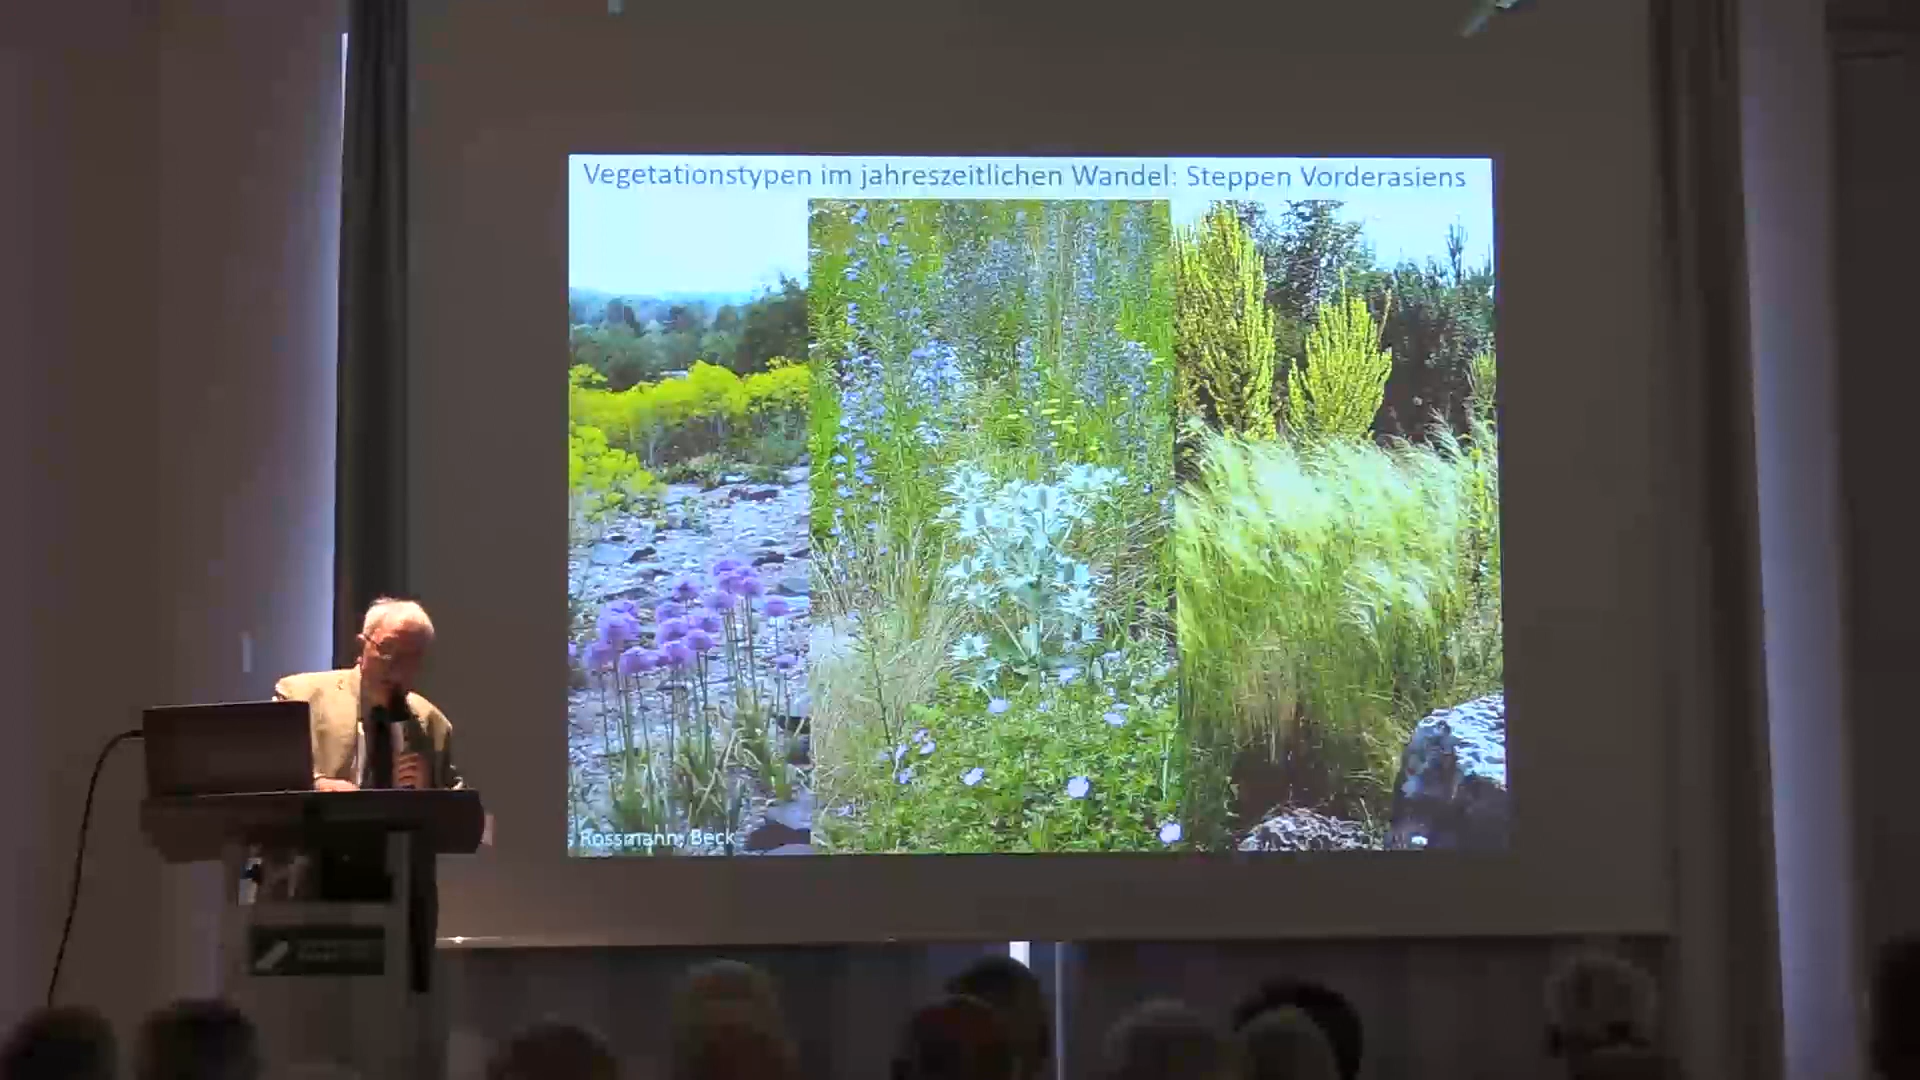 Vegetationstypen im jahreszeitlichen Wandel: Steppen Vorderasiens
Rossmann, Beck